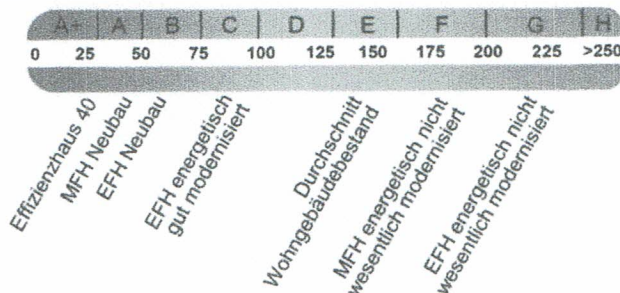 A+ A B C D E F G H
0 25 50 75 100 125 150 175 200 225 >250
Effizienzhaus 40
MFH Neubau
EFH Neubau
EFH energetisch
gut modernisiert
Durchschnitt
Wohngebäudebestand
MFH energetisch nicht
wesentlich modernisiert
EFH energetisch nicht
wesentlich modernisiert